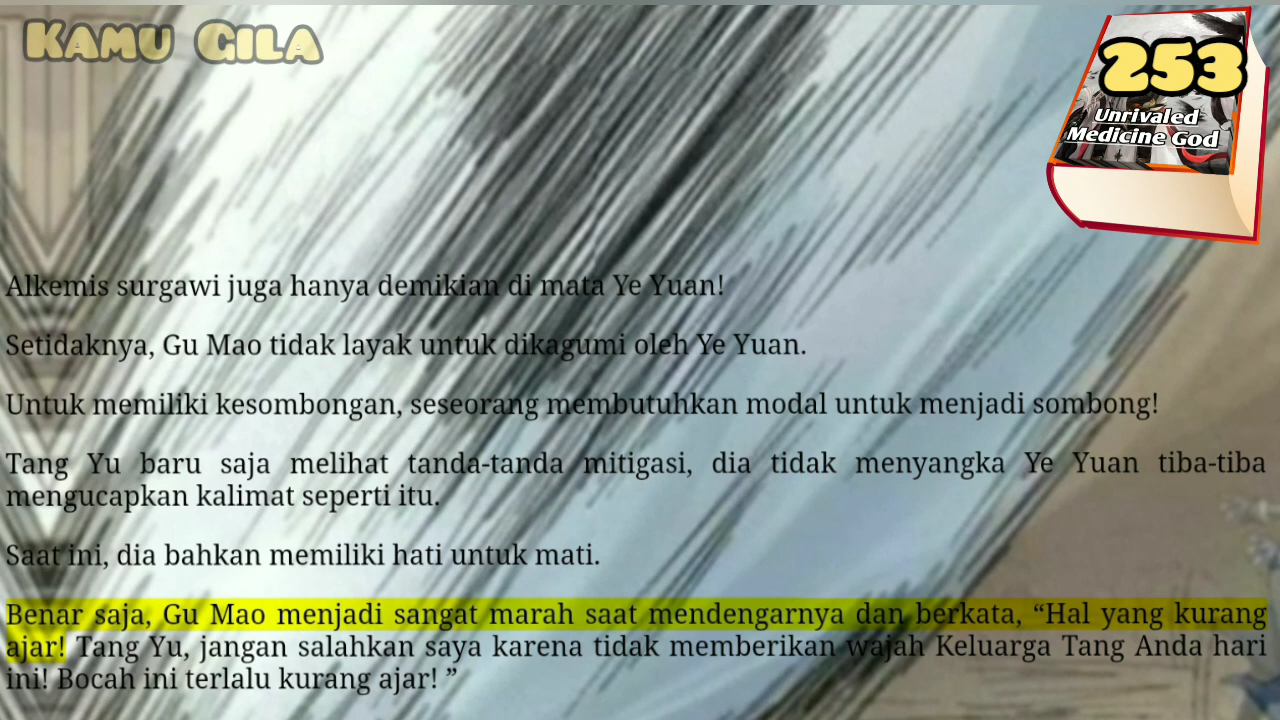 Kamu Gila
253
Unrivaled
Medicine God
Alkemis surgawi juga hanya demikian di mata Ye Yuan!
Setidaknya, Gu Mao tidak layak untuk dikagumi oleh Ye Yuan.
Untuk memiliki kesombongan, seseorang membutuhkan modal untuk menjadi sombong!
Tang Yu baru saja melihat tanda-tanda mitigasi, dia tidak menyangka Ye Yuan tiba-tiba
mengucapkan kalimat seperti itu.
Saat ini, dia bahkan memiliki hati untuk mati.
Benar saja, Gu Mao menjadi sangat marah saat mendengarnya dan berkata, “Hal yang kurang
ajar! Tang Yu, jangan salahkan saya karena tidak memberikan wajah Keluarga Tang Anda hari
ini! Bocah ini terlalu kurang ajar! ”